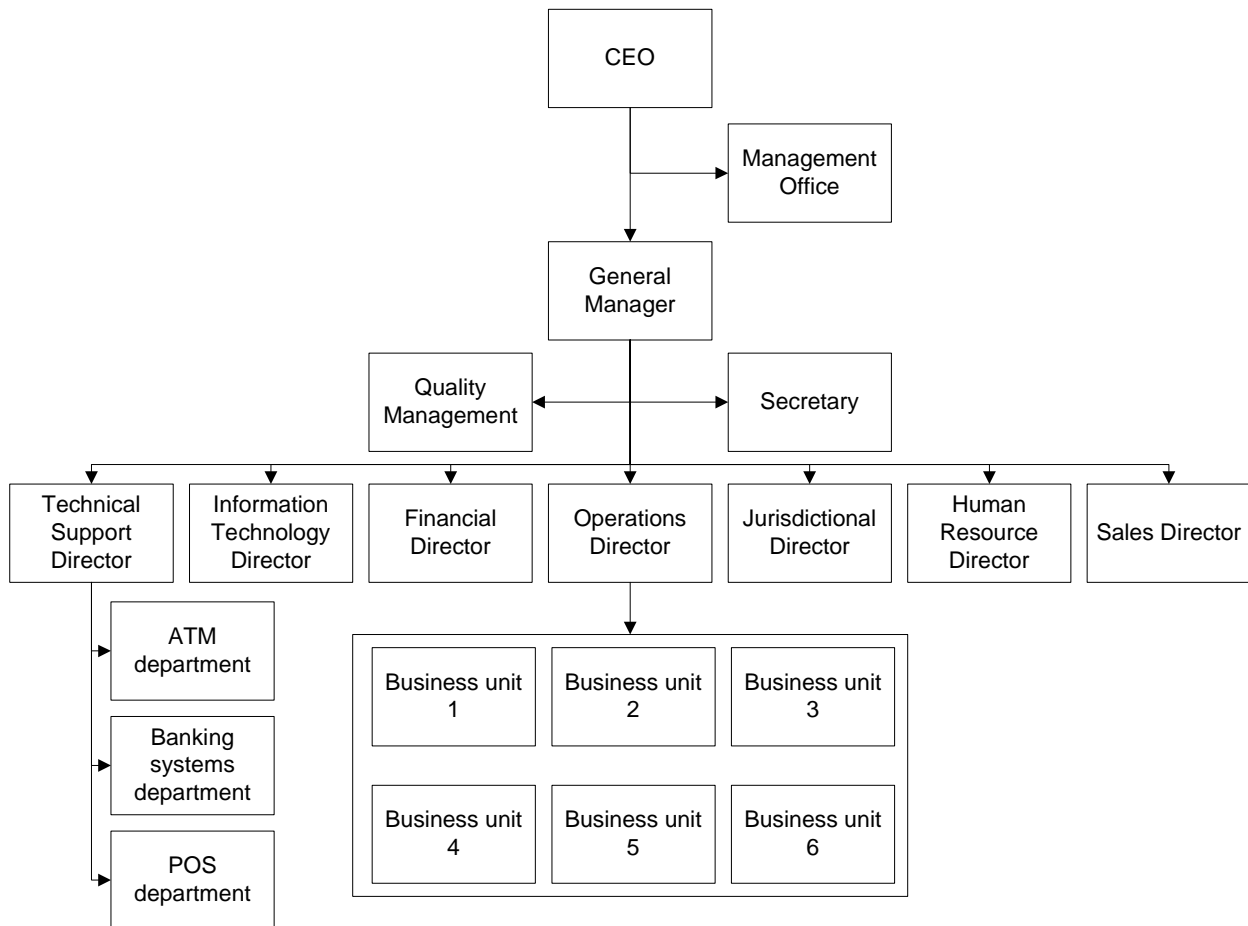 CEO
Management
Office
General
Manager
Quality
Management
Secretary
Technical
Support
Director
Information
Technology
Director
Financial
Director
Operations
Director
Jurisdictional
Director
Human
Resource
Director
Sales Director
ATM
department
Banking
systems
department
POS
department
Business unit
1
Business unit
2
Business unit
3
Business unit
4
Business unit
5
Business unit
6